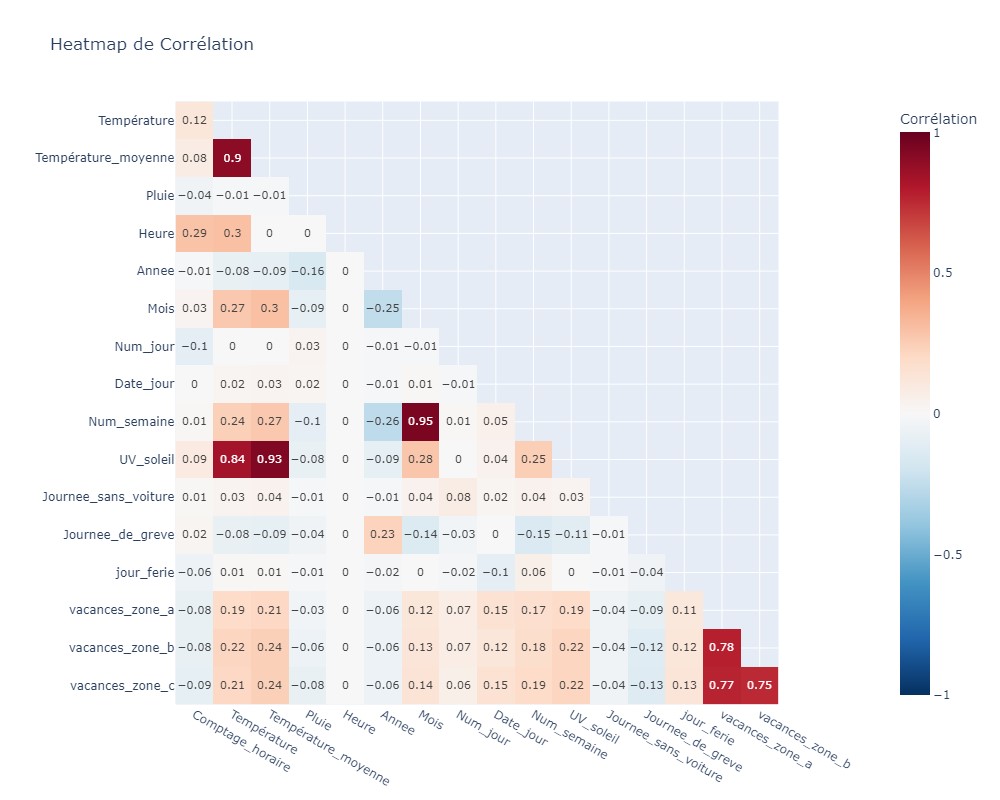 Heatmap de Corrélation
Corrélation
Température 0.12
Température_moyenne 0.08 0.9
Pluie −0.04 −0.01 −0.01
Heure 0.29 0.3 0 0
Annee −0.01 −0.08 −0.09 −0.16 0
Mois 0.03 0.27 0.3 −0.09 0 −0.25
Num_jour −0.1 0 0 0.03 0 −0.01 −0.01
Date_jour 0 0.02 0.03 0.02 0 −0.01 0.01 −0.01
Num_semaine 0.01 0.24 0.27 −0.1 0 −0.26 0.95 0.01 0.05
UV_soleil 0.09 0.84 0.93 −0.08 0 −0.09 0.28 0 0.04 0.25
Journee_sans_voiture 0.01 0.03 0.04 −0.01 0 −0.01 0.04 0.08 0.02 0.04 0.03
Journee_de_greve 0.02 −0.08 −0.09 −0.04 0 0.23 −0.14 −0.03 0 −0.15 −0.11 −0.01
jour_ferie −0.06 0.01 0.01 −0.01 0 −0.02 0 −0.02 −0.1 0.06 0 −0.01 −0.04
vacances_zone_a −0.08 0.19 0.21 −0.03 0 −0.06 0.12 0.07 0.15 0.17 0.19 −0.04 −0.09 0.11
vacances_zone_b −0.08 0.22 0.24 −0.06 0 −0.06 0.13 0.07 0.12 0.18 0.22 −0.04 −0.12 0.12 0.78
vacances_zone_c −0.09 0.21 0.24 −0.08 0 −0.06 0.14 0.06 0.15 0.19 0.22 −0.04 −0.13 0.13 0.77 0.75
Comptage_horaire
Température
Température_moyenne
Pluie
Heure
Annee
Mois
Num_jour
Date_jour
Num_semaine
UV_soleil
Journee_sans_voiture
Journee_de_greve
jour_ferie
vacances_zone_a
vacances_zone_b
1
0.5
0
−0.5
−1